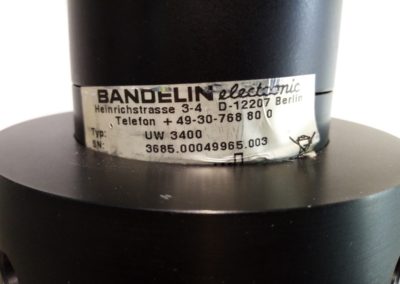 BANDELIN electronic
Heinrichstrasse 3-4 D-12207 Berlin
Telefon + 49-30-768 80 0
Typ: UW 3400
SN: 3685.00049965.003